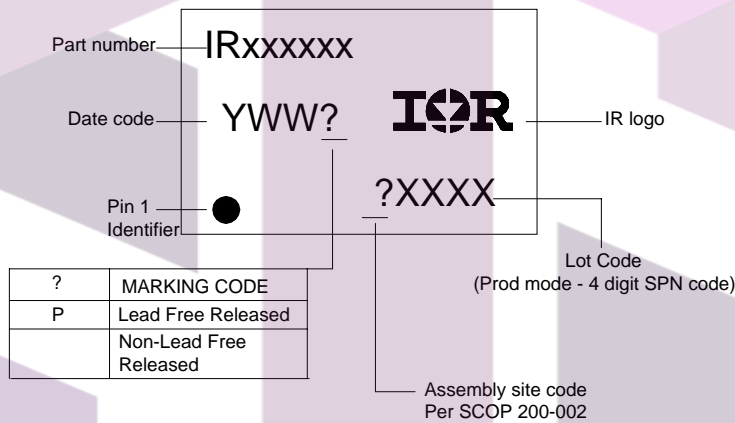 Part number
IRxxxxxx
Date code
YWW?
IOR
IR logo
?XXXX
Pin 1
Identifier
Lot Code
(Prod mode - 4 digit SPN code)
? MARKING CODE
P Lead Free Released
Non-Lead Free
Released
Assembly site code
Per SCOP 200-002